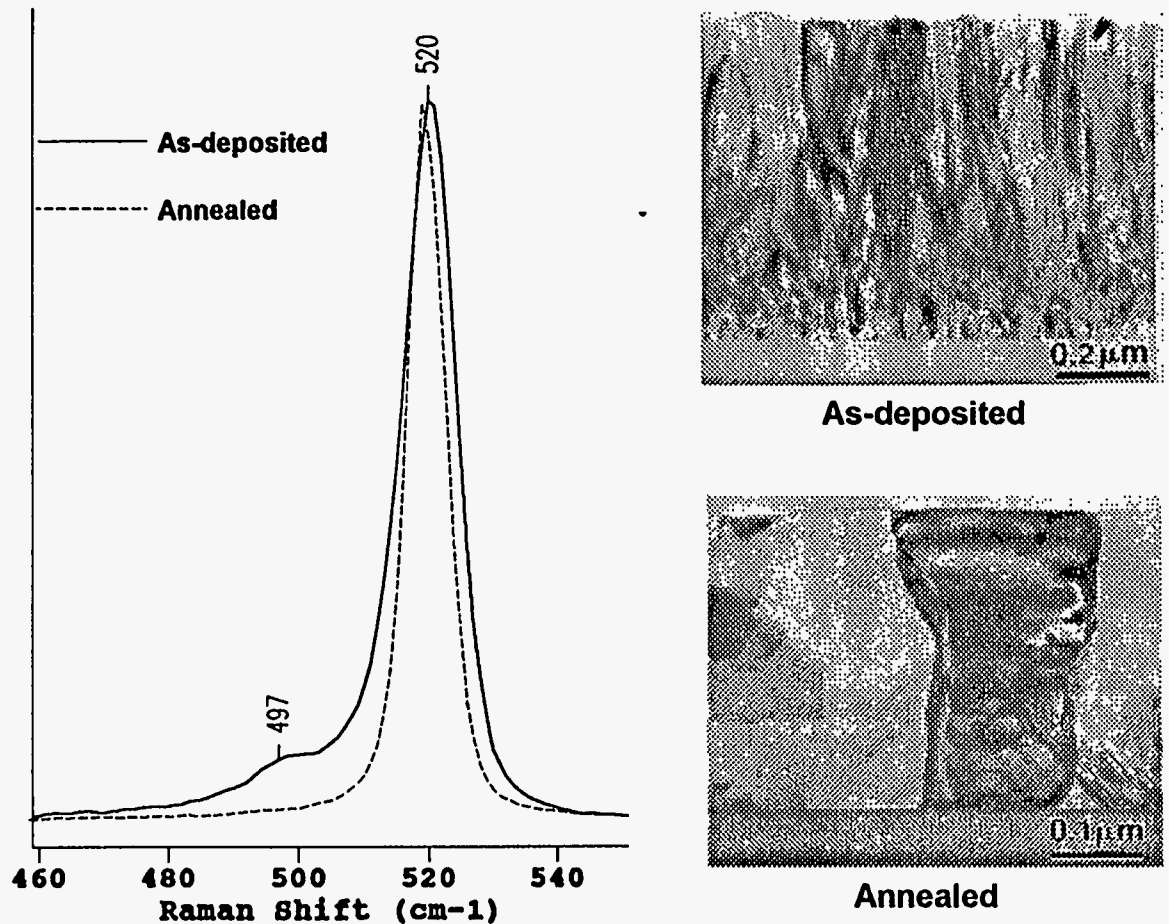 520
As-deposited
Annealed
497
460 480 500 520 540
Raman Shift (cm-1)
0.2μm
As-deposited
0.1μm
Annealed